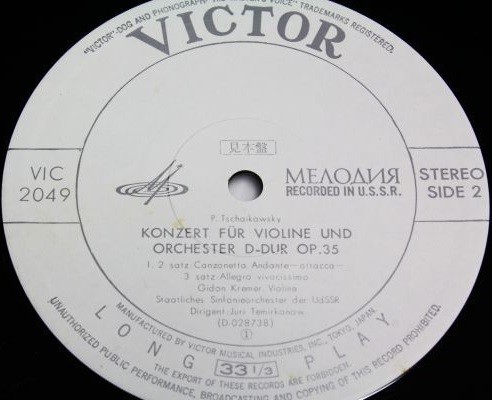 "VICTOR"-DOG AND PHONOGRAPH-"HIS MASTER'S VOICE" TRADEMARKS REGISTERED.
VICTOR
見本盤
VIC
2049
МЕЛОДИЯ
RECORDED IN U.S.S.R.
STEREO
SIDE 2
P. Tschaikowsky
KONZERT FÜR VIOLINE UND
ORCHESTER D-DUR OP.35
1. 2 satz Canzonetta Andante—attacca—
3 satz Allegro vivacissimo
Gidon Kremer, Violine
Staatliches Sinfonieorchester der UdSSR
Dirigent: Juri Temirkanow
(D-028738)
①
LONG 33 1/3 PLAY
MANUFACTURED BY VICTOR MUSICAL INDUSTRIES, INC., TOKYO, JAPAN
THE EXPORT OF THESE RECORDS ARE FORBIDDEN.
UNAUTHORIZED PUBLIC PERFORMANCE, BROADCASTING AND COPYING OF THIS RECORD PROHIBITED.